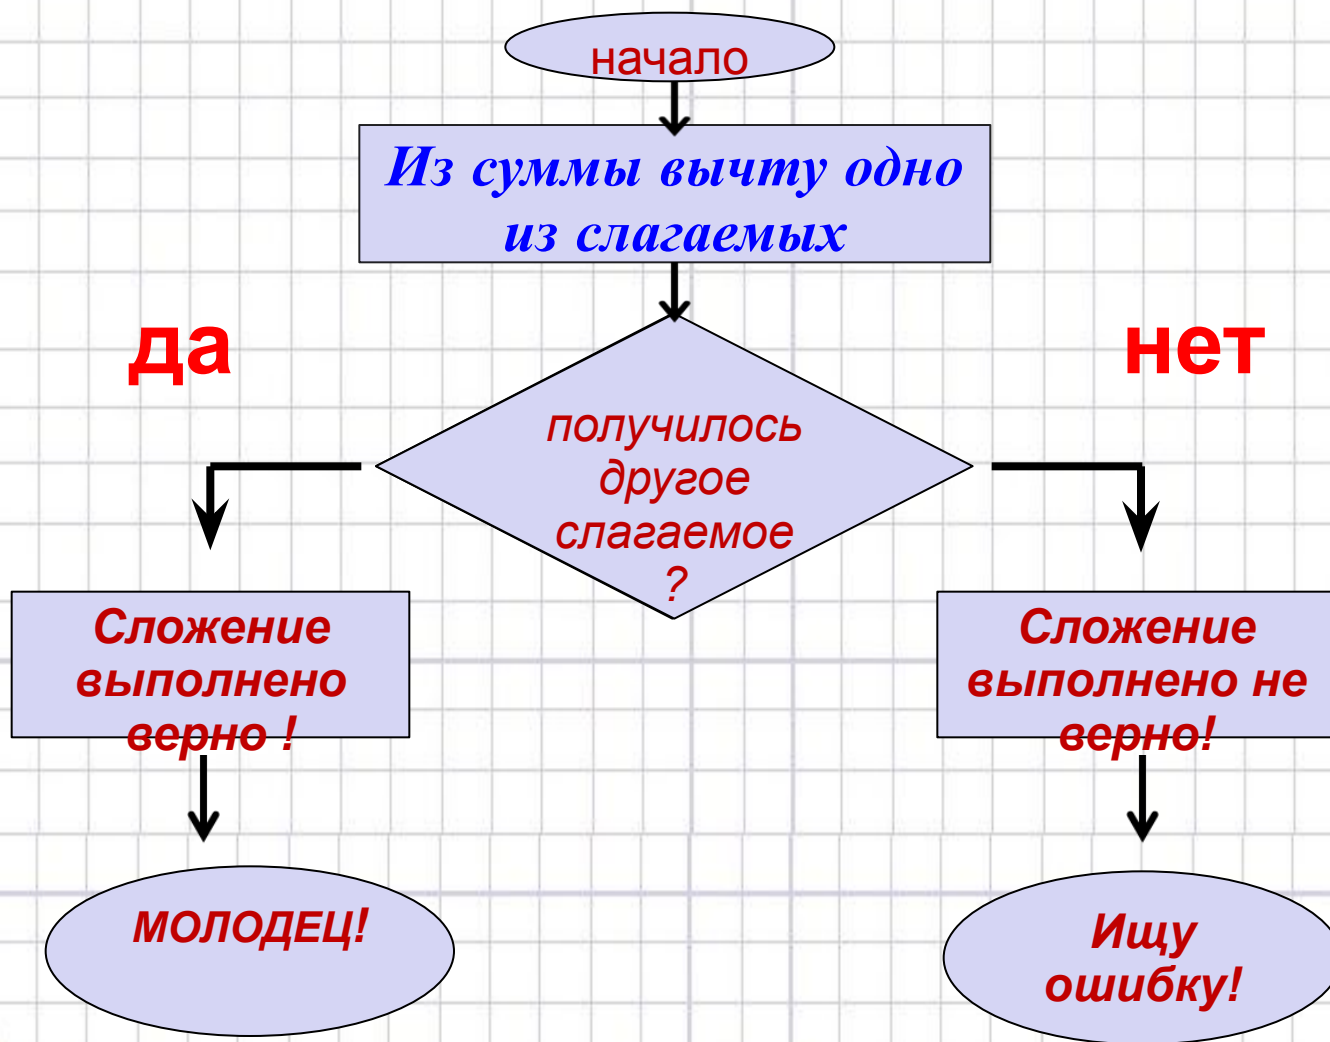 начало
Из суммы вычту одно
из слагаемых
да
нет
получилось
другое
слагаемое
?
Сложение
выполнено
верно !
Сложение
выполнено не
верно!
МОЛОДЕЦ!
Ищу
ошибку!